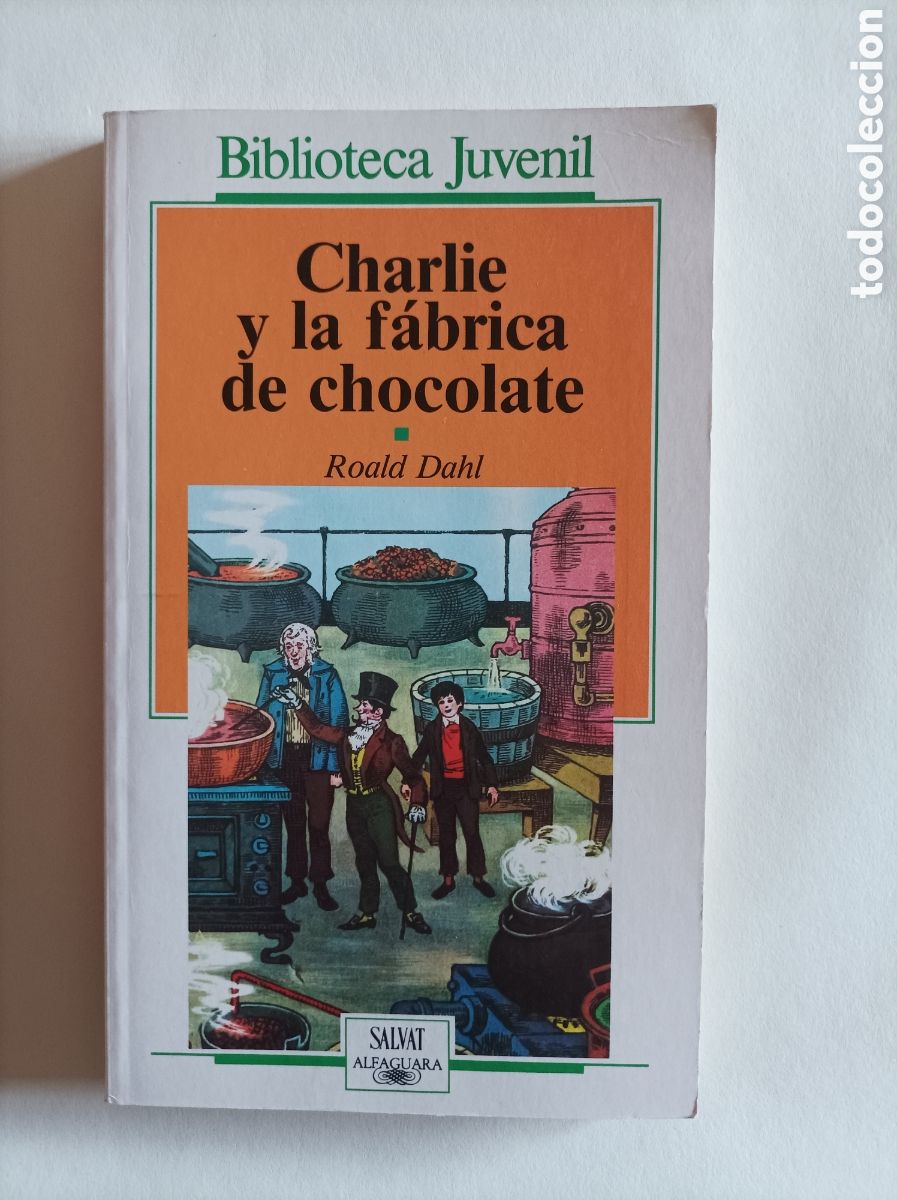 Biblioteca Juvenil
Charlie
y la fábrica
de chocolate
Roald Dahl
SALVAT
ALFAGUARA
todocoleccion